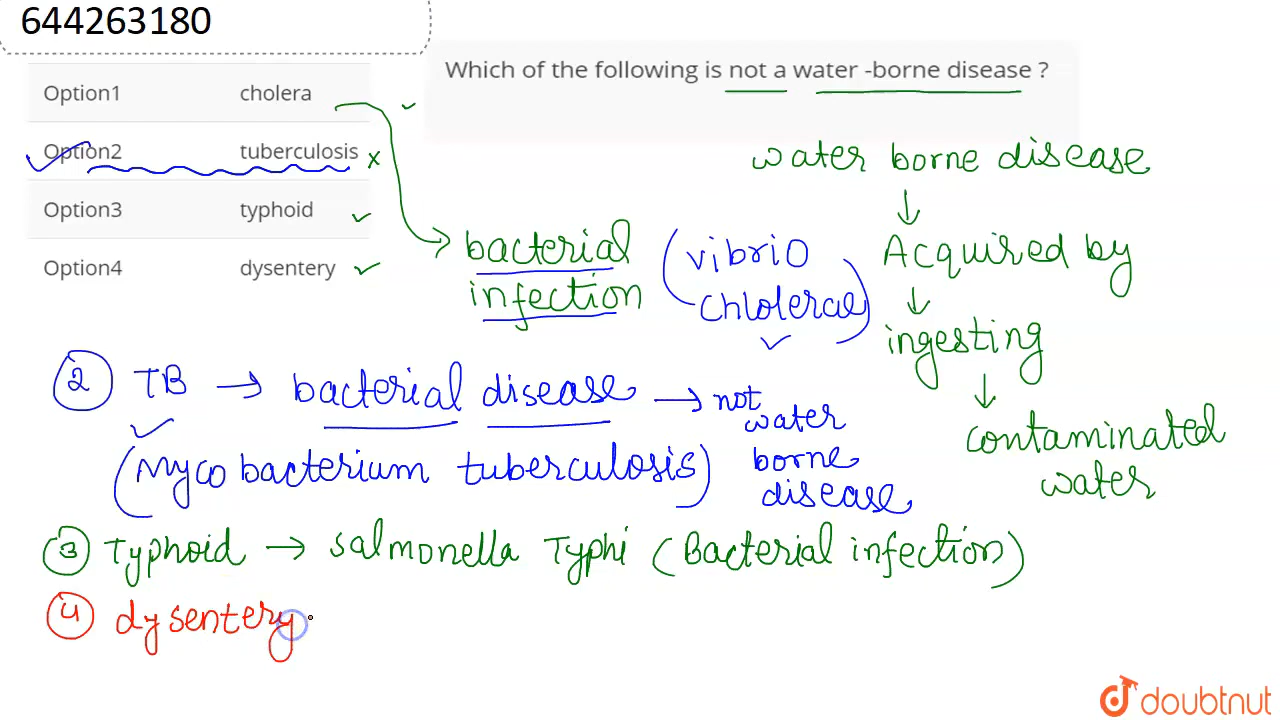 644263180
Which of the following is not a water -borne disease ?
Option1 cholera
Option2 tuberculosis x
Option3 typhoid
Option4 dysentery
water borne disease
Acquired by
ingesting
contaminated
water
bacterial
infection
(vibrio
Chlolerae)
2 TB → bacterial disease → not
water
borne
disease
(Myco bacterium tuberculosis)
3 Typhoid → Salmonella Typhi (Bacterial infection)
4 dysentery
doubtnut